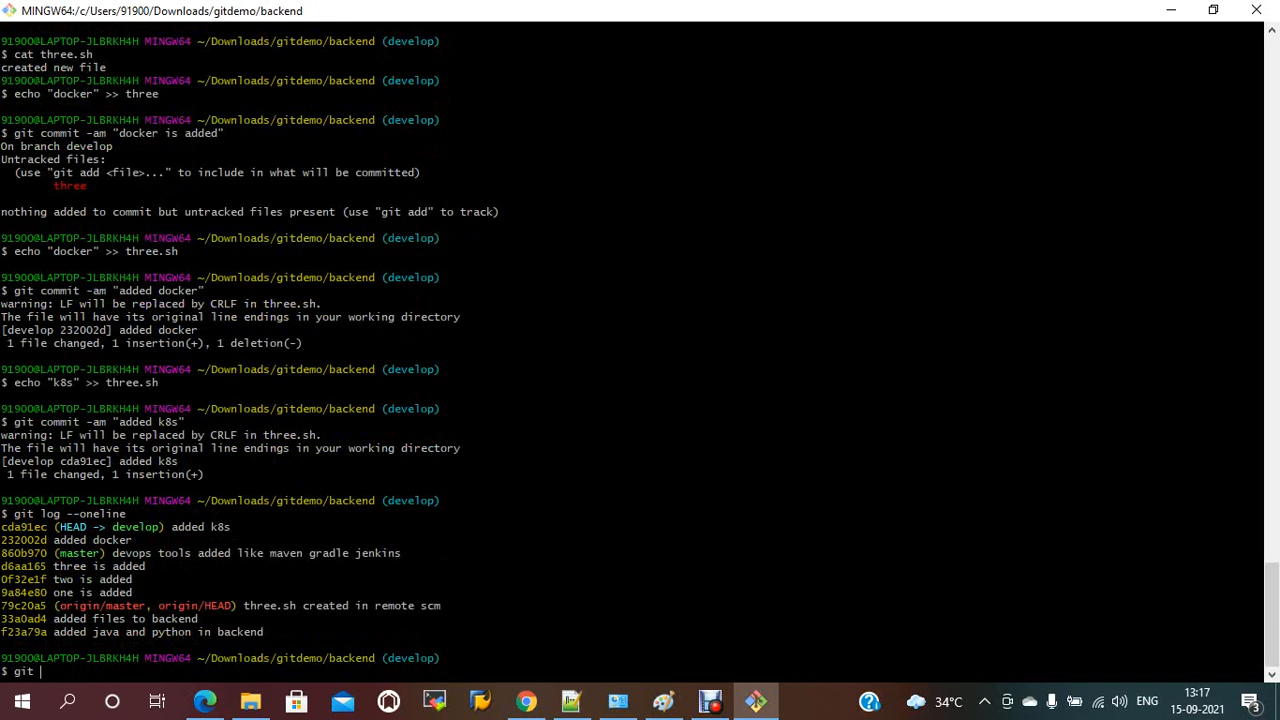 MINGW64:/c/Users/91900/Downloads/gitdemo/backend
91900@LAPTOP-JLBRKH4H MINGW64 ~/Downloads/gitdemo/backend (develop)
$ cat three.sh
created new file
91900@LAPTOP-JLBRKH4H MINGW64 ~/Downloads/gitdemo/backend (develop)
$ echo "docker" >> three
91900@LAPTOP-JLBRKH4H MINGW64 ~/Downloads/gitdemo/backend (develop)
$ git commit -am "docker is added"
On branch develop
Untracked files:
(use "git add <file>..." to include in what will be committed)
three
nothing added to commit but untracked files present (use "git add" to track)
91900@LAPTOP-JLBRKH4H MINGW64 ~/Downloads/gitdemo/backend (develop)
$ echo "docker" >> three.sh
91900@LAPTOP-JLBRKH4H MINGW64 ~/Downloads/gitdemo/backend (develop)
$ git commit -am "added docker"
warning: LF will be replaced by CRLF in three.sh.
The file will have its original line endings in your working directory
[develop 232002d] added docker
1 file changed, 1 insertion(+), 1 deletion(-)
91900@LAPTOP-JLBRKH4H MINGW64 ~/Downloads/gitdemo/backend (develop)
$ echo "k8s" >> three.sh
91900@LAPTOP-JLBRKH4H MINGW64 ~/Downloads/gitdemo/backend (develop)
$ git commit -am "added k8s"
warning: LF will be replaced by CRLF in three.sh.
The file will have its original line endings in your working directory
[develop cda91ec] added k8s
1 file changed, 1 insertion(+)
91900@LAPTOP-JLBRKH4H MINGW64 ~/Downloads/gitdemo/backend (develop)
$ git log --oneline
cda91ec (HEAD -> develop) added k8s
232002d added docker
860b970 (master) devops tools added like maven gradle jenkins
d6aa165 three is added
0f32e1f two is added
9a84e80 one is added
79c20a5 (origin/master, origin/HEAD) three.sh created in remote scm
33a0ad4 added files to backend
f23a79a added java and python in backend
91900@LAPTOP-JLBRKH4H MINGW64 ~/Downloads/gitdemo/backend (develop)
$ git
34°C
13:17
15-09-2021
3